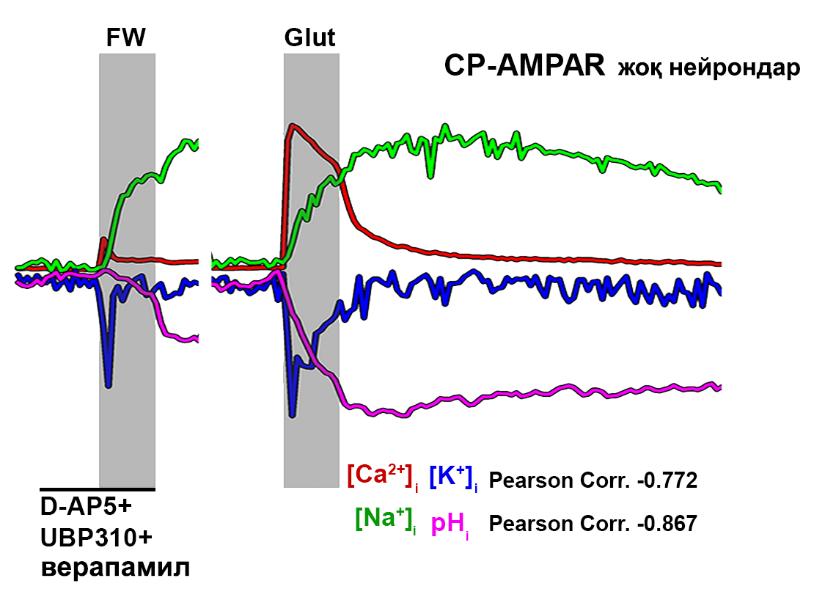 FW
Glut
CP-AMPAR жоқ нейрондар
[Ca²⁺]ᵢ [K⁺]ᵢ Pearson Corr. -0.772
[Na⁺]ᵢ pHᵢ Pearson Corr. -0.867
D-AP5+
UBP310+
верапамил